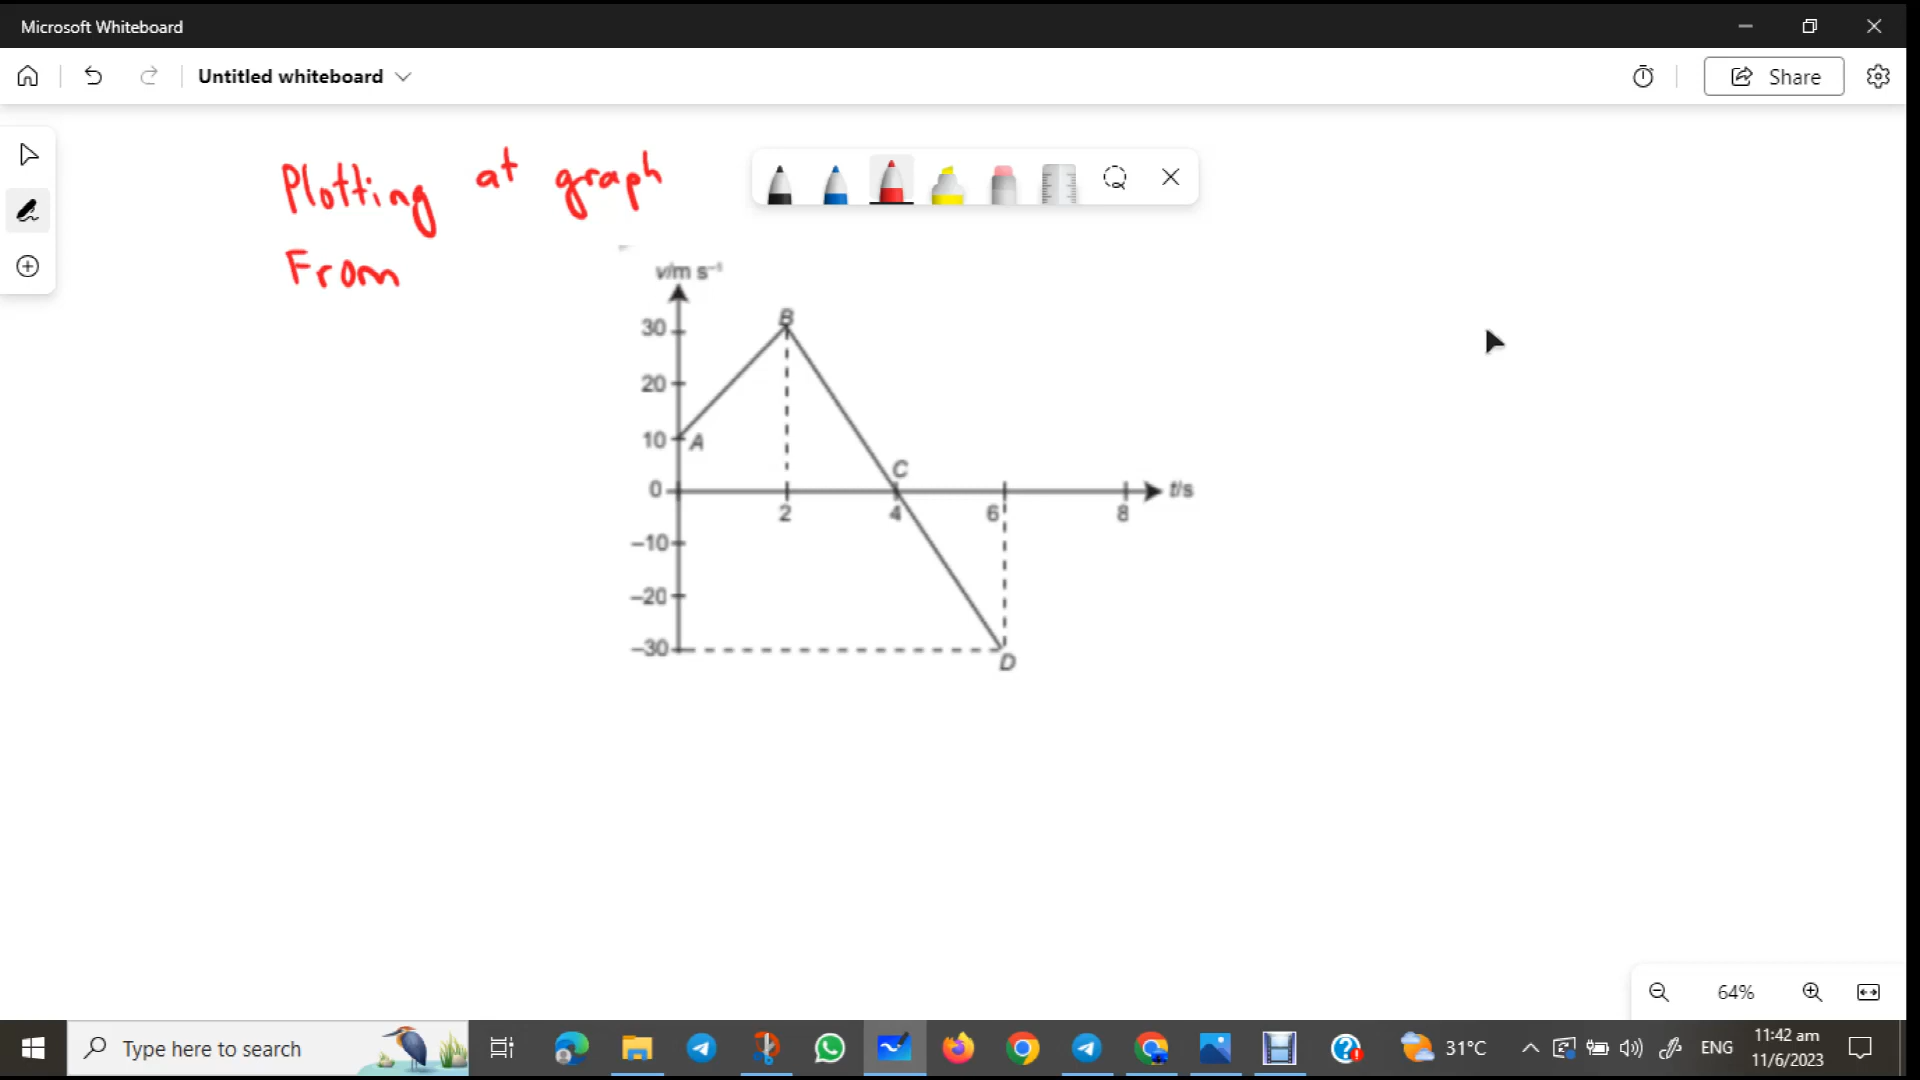 Microsoft Whiteboard
Untitled whiteboard
Share
Plotting at graph
From
v/m s⁻¹
30
20
10
0
–10
–20
–30
A
B
C
D
2
4
6
8
t/s
64%
Type here to search
31°C
ENG
11:42 am
11/6/2023